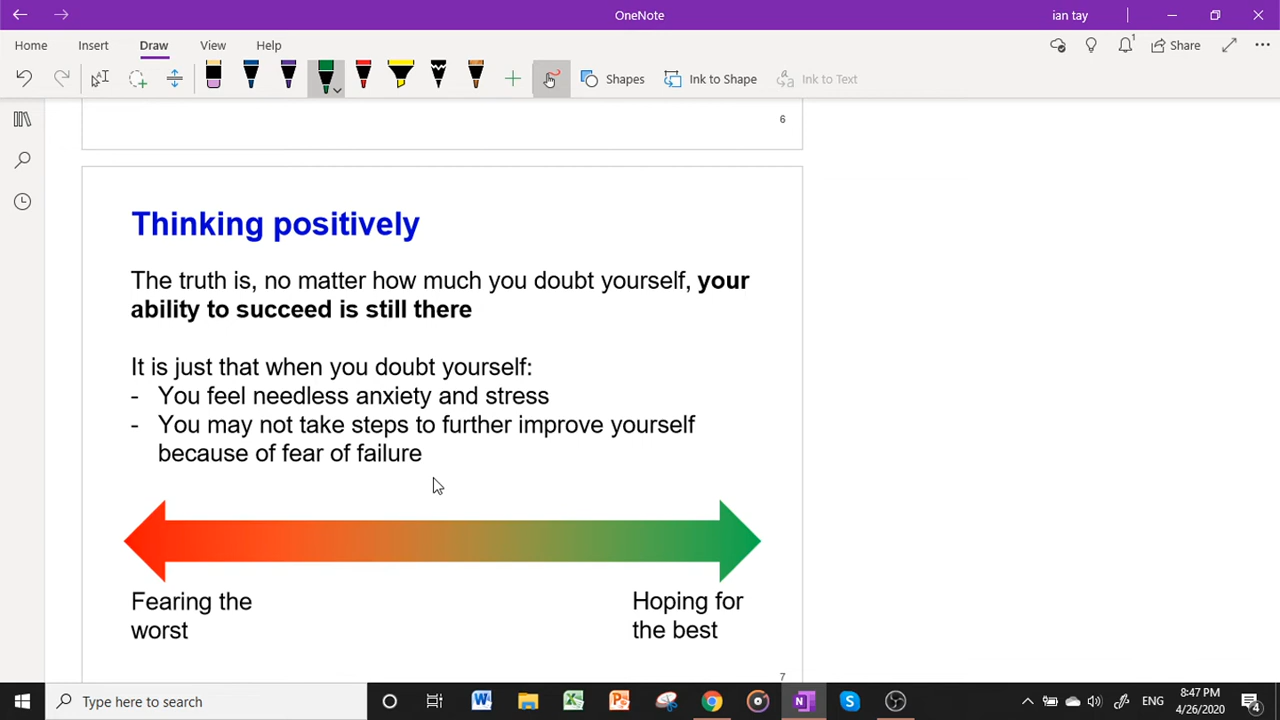 OneNote
ian tay
Home Insert Draw View Help
Share
Shapes
Ink to Shape
Ink to Text
6
Thinking positively
The truth is, no matter how much you doubt yourself, your
ability to succeed is still there
It is just that when you doubt yourself:
- You feel needless anxiety and stress
- You may not take steps to further improve yourself
because of fear of failure
Fearing the
worst
Hoping for
the best
7
Type here to search
ENG
8:47 PM
4/26/2020
4